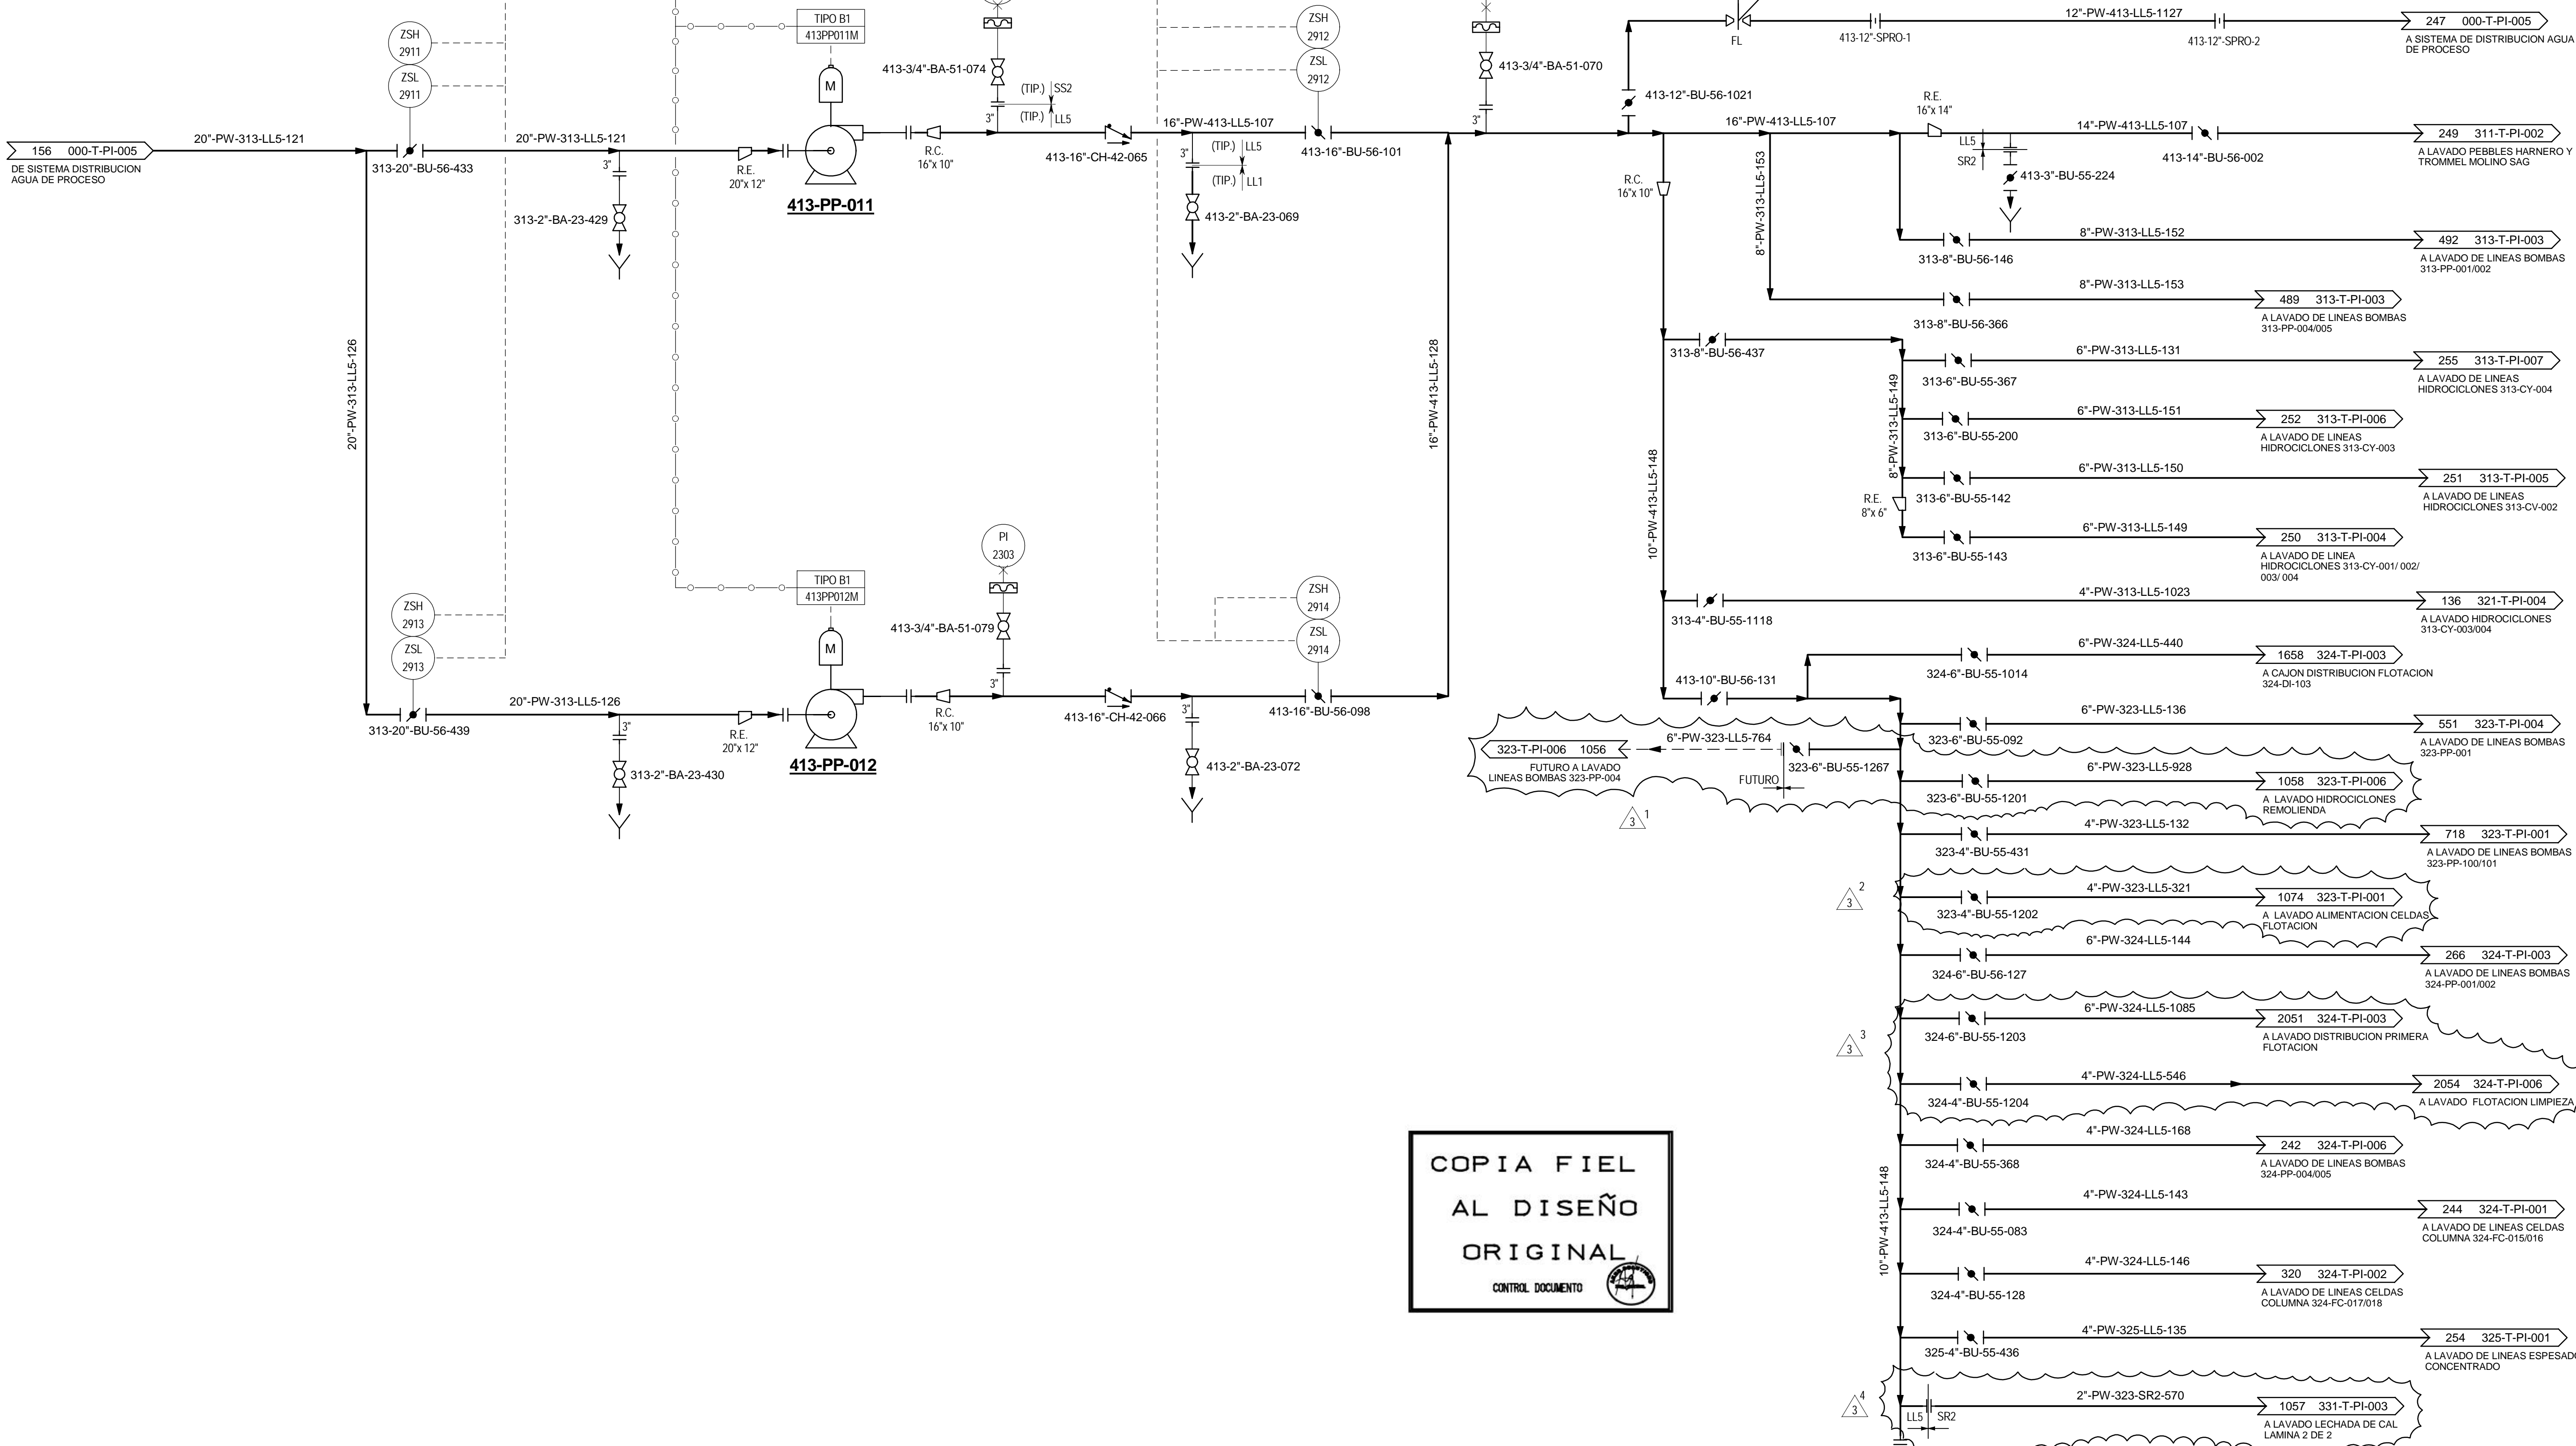 156 000-T-PI-005
DE SISTEMA DISTRIBUCION
AGUA DE PROCESO
20"-PW-313-LL5-121
ZSH
2911
ZSL
2911
313-20"-BU-56-433
20"-PW-313-LL5-121
3"
313-2"-BA-23-429
R.E.
20"x 12"
TIPO B1
413PP011M
M
413-PP-011
R.C.
16"x 10"
413-3/4"-BA-51-074
(TIP.) SS2
(TIP.) LL5
3"
413-16"-CH-42-065
16"-PW-413-LL5-107
3"
(TIP.) LL5
(TIP.) LL1
413-2"-BA-23-069
ZSH
2912
ZSL
2912
413-16"-BU-56-101
413-3/4"-BA-51-070
3"
20"-PW-313-LL5-126
ZSH
2913
ZSL
2913
313-20"-BU-56-439
20"-PW-313-LL5-126
3"
313-2"-BA-23-430
R.E.
20"x 12"
TIPO B1
413PP012M
M
413-PP-012
R.C.
16"x 10"
PI
2303
413-3/4"-BA-51-079
3"
413-16"-CH-42-066
3"
413-2"-BA-23-072
ZSH
2914
ZSL
2914
413-16"-BU-56-098
16"-PW-413-LL5-128
413-12"-BU-56-1021
FL
413-12"-SPRO-1
12"-PW-413-LL5-1127
413-12"-SPRO-2
247 000-T-PI-005
A SISTEMA DE DISTRIBUCION AGUA
DE PROCESO
16"-PW-413-LL5-107
R.E.
16"x 14"
14"-PW-413-LL5-107
LL5
SR2
413-3"-BU-55-224
413-14"-BU-56-002
249 311-T-PI-002
A LAVADO PEBBLES HARNERO Y
TROMMEL MOLINO SAG
R.C.
16"x 10"
8"-PW-313-LL5-153
8"-PW-313-LL5-152
313-8"-BU-56-146
492 313-T-PI-003
A LAVADO DE LINEAS BOMBAS
313-PP-001/002
8"-PW-313-LL5-153
313-8"-BU-56-366
489 313-T-PI-003
A LAVADO DE LINEAS BOMBAS
313-PP-004/005
313-8"-BU-56-437
8"-PW-313-LL5-149
6"-PW-313-LL5-131
313-6"-BU-55-367
255 313-T-PI-007
A LAVADO DE LINEAS
HIDROCICLONES 313-CY-004
6"-PW-313-LL5-151
313-6"-BU-55-200
252 313-T-PI-006
A LAVADO DE LINEAS
HIDROCICLONES 313-CY-003
6"-PW-313-LL5-150
R.E.
8"x 6"
313-6"-BU-55-142
251 313-T-PI-005
A LAVADO DE LINEAS
HIDROCICLONES 313-CV-002
6"-PW-313-LL5-149
313-6"-BU-55-143
250 313-T-PI-004
A LAVADO DE LINEA
HIDROCICLONES 313-CY-001/ 002/
003/ 004
10"-PW-413-LL5-148
4"-PW-313-LL5-1023
313-4"-BU-55-1118
136 321-T-PI-004
A LAVADO HIDROCICLONES
313-CY-003/004
6"-PW-324-LL5-440
324-6"-BU-55-1014
1658 324-T-PI-003
A CAJON DISTRIBUCION FLOTACION
324-DI-103
413-10"-BU-56-131
6"-PW-323-LL5-136
323-6"-BU-55-092
551 323-T-PI-004
A LAVADO DE LINEAS BOMBAS
323-PP-001
323-T-PI-006 1056
FUTURO A LAVADO
LINEAS BOMBAS 323-PP-004
6"-PW-323-LL5-764
323-6"-BU-55-1267
FUTURO
3 1
6"-PW-323-LL5-928
323-6"-BU-55-1201
1058 323-T-PI-006
A LAVADO HIDROCICLONES
REMOLIENDA
4"-PW-323-LL5-132
323-4"-BU-55-431
718 323-T-PI-001
A LAVADO DE LINEAS BOMBAS
323-PP-100/101
3 2
4"-PW-323-LL5-321
323-4"-BU-55-1202
1074 323-T-PI-001
A LAVADO ALIMENTACION CELDAS
FLOTACION
6"-PW-324-LL5-144
324-6"-BU-56-127
266 324-T-PI-003
A LAVADO DE LINEAS BOMBAS
324-PP-001/002
3 3
6"-PW-324-LL5-1085
324-6"-BU-55-1203
2051 324-T-PI-003
A LAVADO DISTRIBUCION PRIMERA
FLOTACION
4"-PW-324-LL5-546
324-4"-BU-55-1204
2054 324-T-PI-006
A LAVADO FLOTACION LIMPIEZA
4"-PW-324-LL5-168
324-4"-BU-55-368
242 324-T-PI-006
A LAVADO DE LINEAS BOMBAS
324-PP-004/005
10"-PW-413-LL5-148
4"-PW-324-LL5-143
324-4"-BU-55-083
244 324-T-PI-001
A LAVADO DE LINEAS CELDAS
COLUMNA 324-FC-015/016
4"-PW-324-LL5-146
324-4"-BU-55-128
320 324-T-PI-002
A LAVADO DE LINEAS CELDAS
COLUMNA 324-FC-017/018
4"-PW-325-LL5-135
325-4"-BU-55-436
254 325-T-PI-001
A LAVADO DE LINEAS ESPESADO
CONCENTRADO
3 4
LL5 SR2
2"-PW-323-SR2-570
1057 331-T-PI-003
A LAVADO LECHADA DE CAL
LAMINA 2 DE 2
COPIA FIEL
AL DISEÑO
ORIGINAL
CONTROL DOCUMENTO